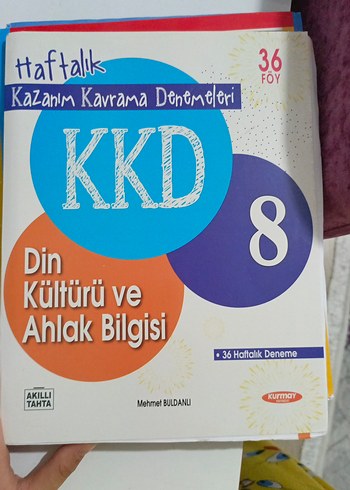 Haftalık
36
FÖY
Kazanım Kavrama Denemeleri
KKD
8
Din
Kültürü ve
Ahlak Bilgisi
• 36 Haftalık Deneme
AKILLI
TAHTA
Mehmet BULDANLI
kurmay